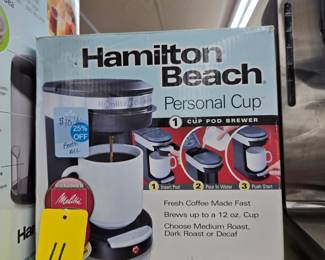 Hamilton
Beach
Personal Cup
1 CUP POD BREWER
25%
OFF
1 Insert Pod
2 Pour In Water
3 Push Start
Melitta
Fresh Coffee Made Fast
Brews up to a 12 oz. Cup
Choose Medium Roast,
Dark Roast or Decaf
11